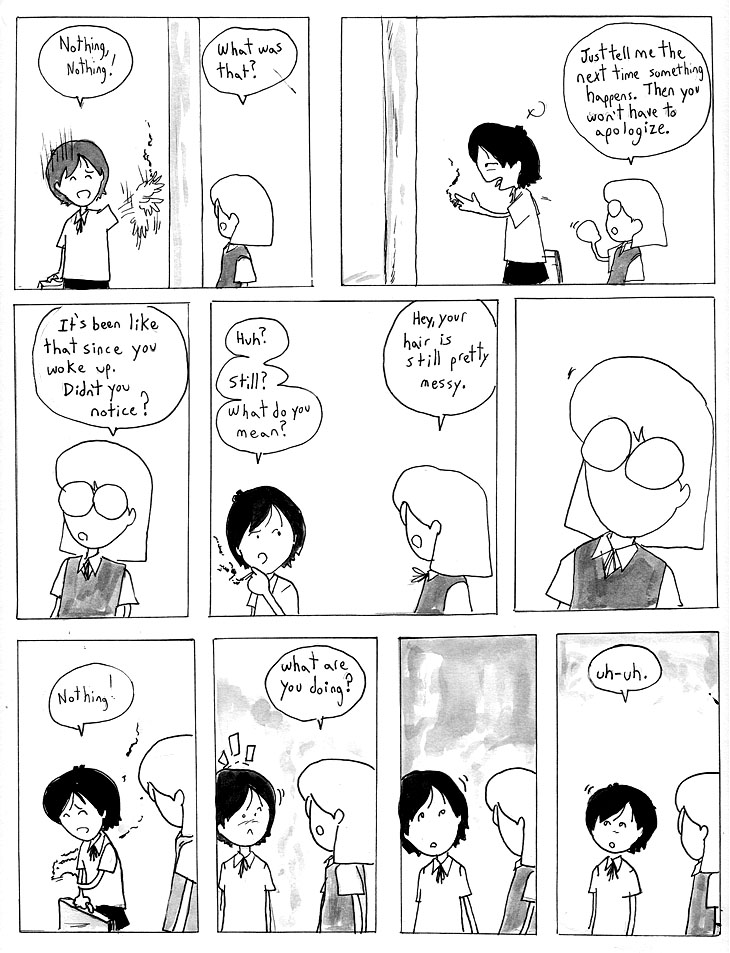 Just tell me the
next time something
happens. Then you
won't have to
apologize.
What was
that?
Nothing,
Nothing!
Hey, your
hair is
still pretty
messy.
Huh?
Still?
What do you
mean?
It's been like
that since you
woke up.
Didn't you
notice?
uh-uh.
What are
you doing?
Nothing!